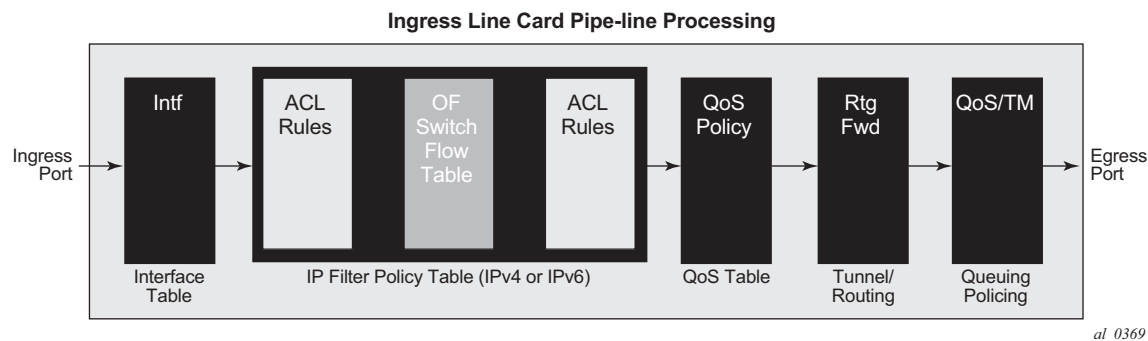 Ingress Line Card Pipe-line Processing
Ingress
Port
Intf
ACL
Rules
OF
Switch
Flow
Table
ACL
Rules
QoS
Policy
Rtg
Fwd
QoS/TM
Egress
Port
Interface
Table
IP Filter Policy Table (IPv4 or IPv6)
QoS Table
Tunnel/
Routing
Queuing
Policing
al_0369